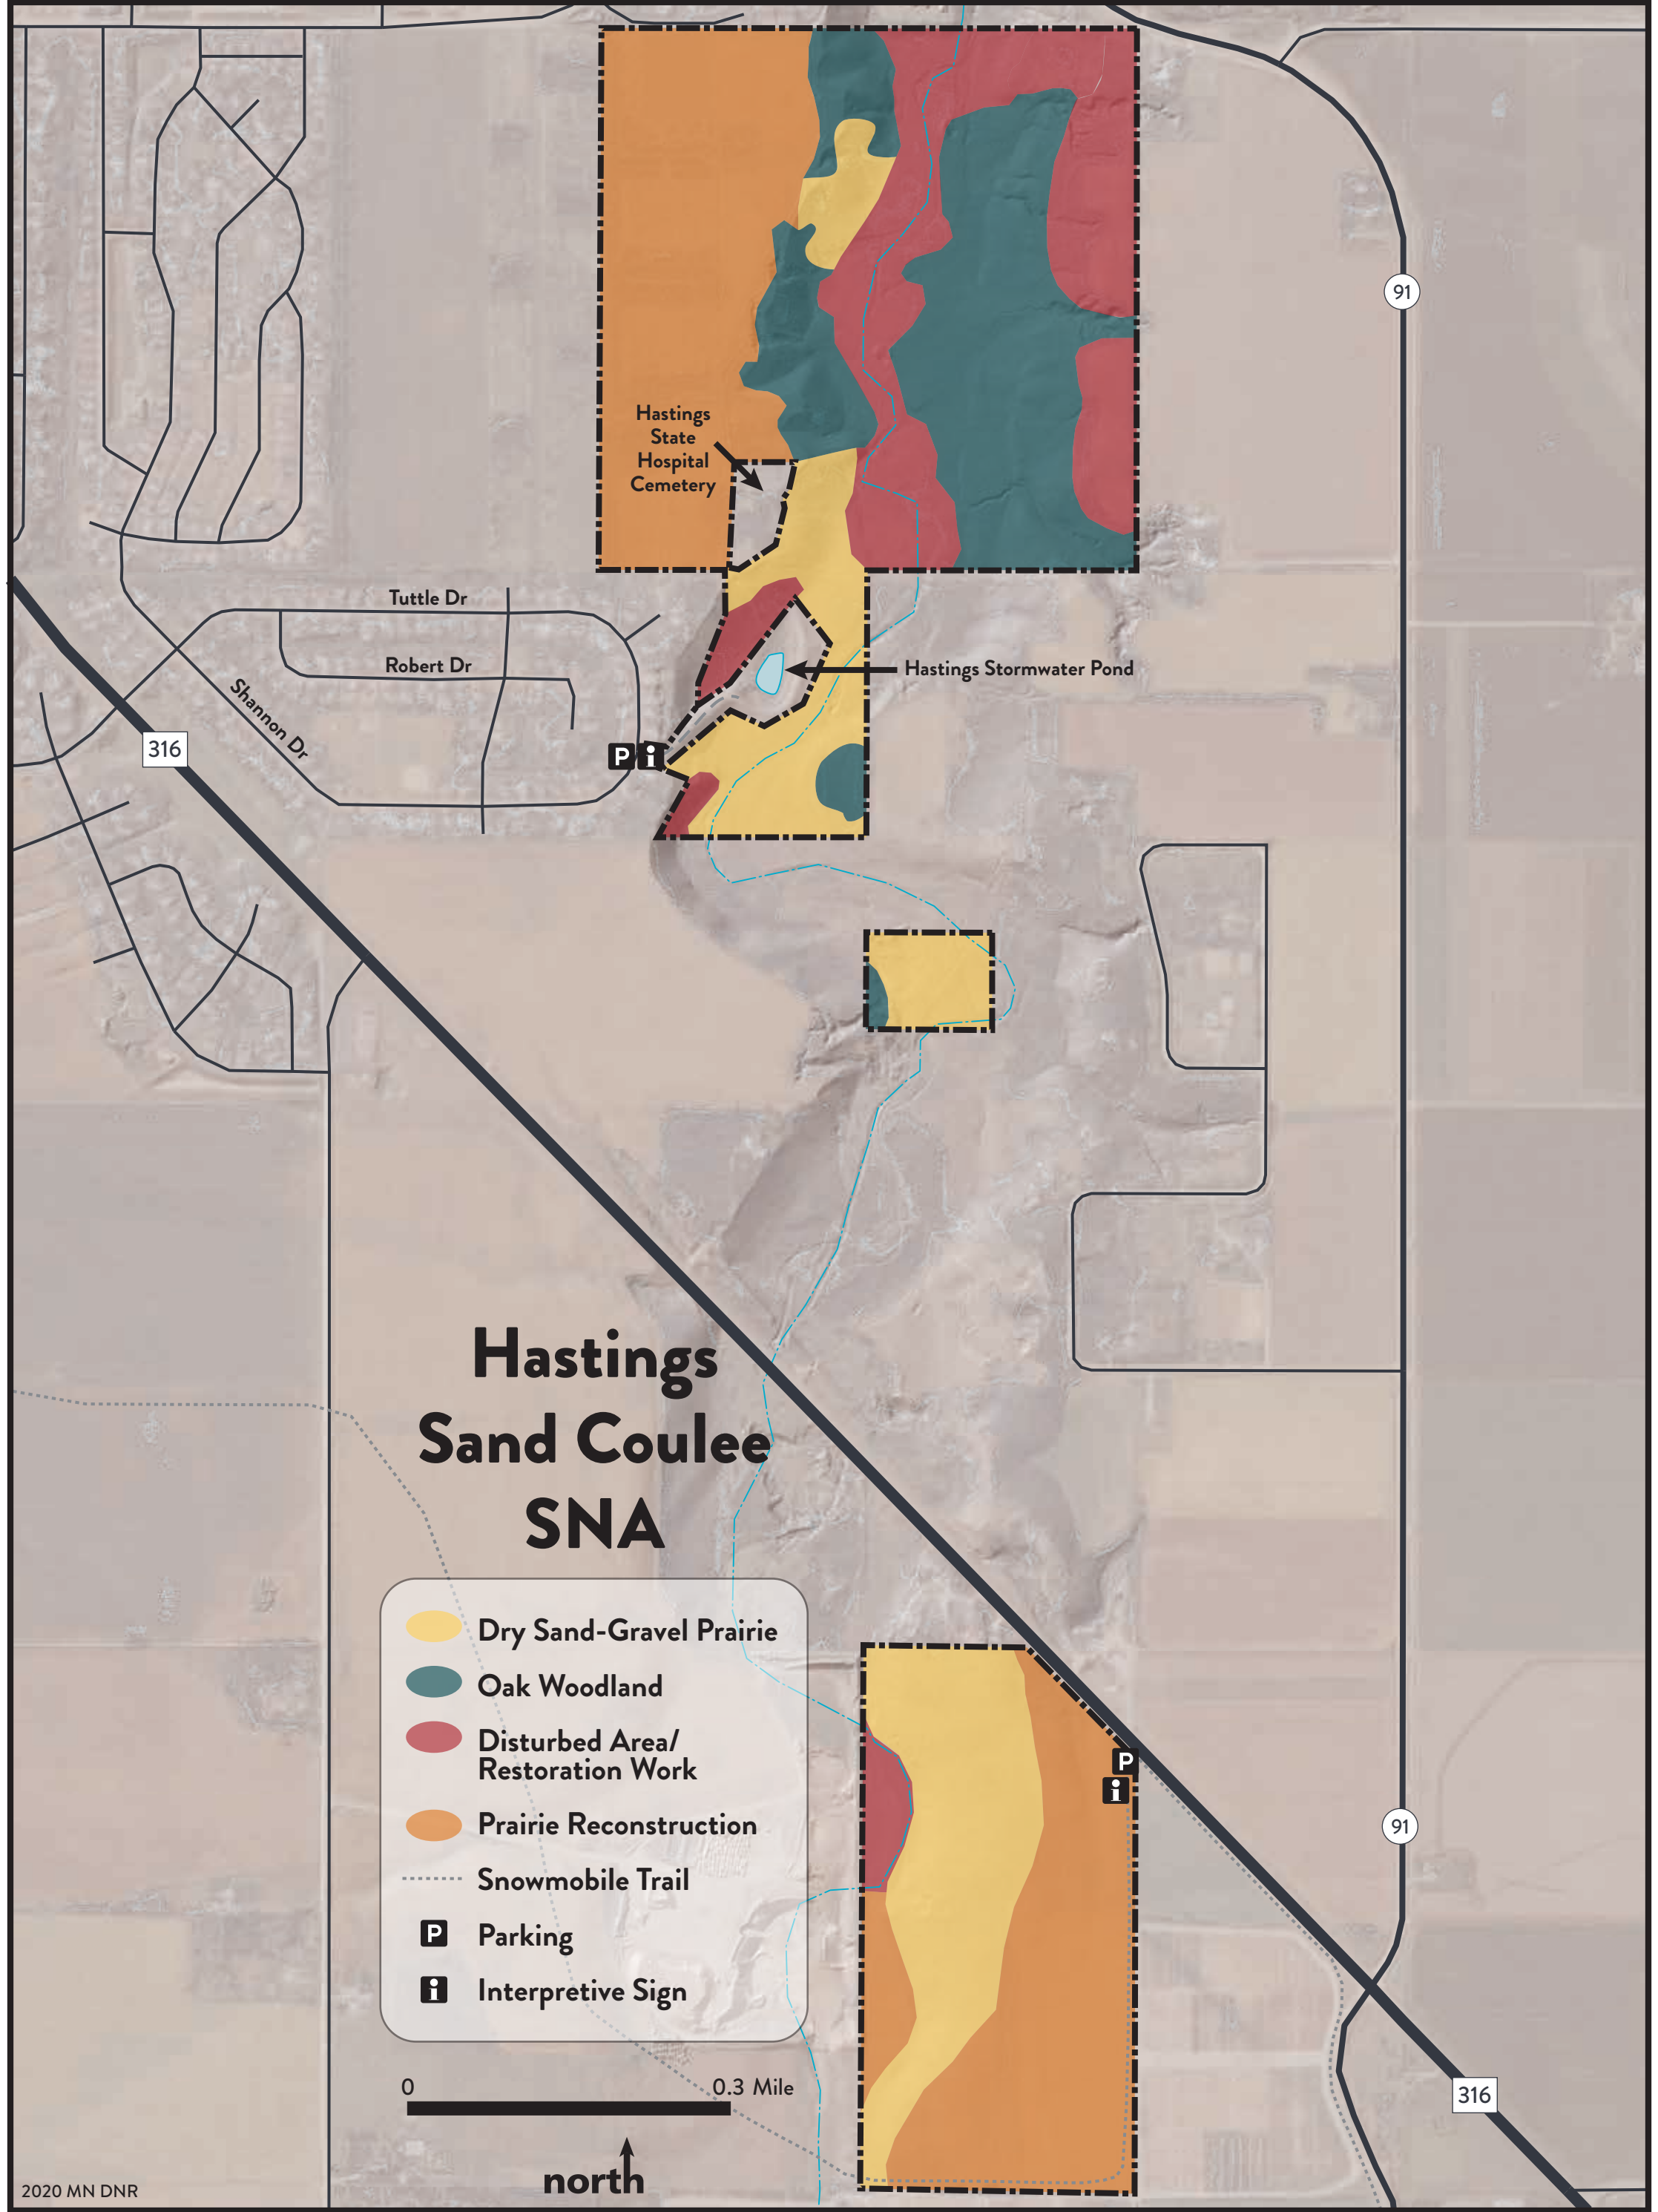 91
Hastings
State
Hospital
Cemetery
Tuttle Dr
Robert Dr
Shannon Dr
Hastings Stormwater Pond
316
P i
Hastings
Sand Coulee
SNA
Dry Sand-Gravel Prairie
Oak Woodland
Disturbed Area/
Restoration Work
Prairie Reconstruction
Snowmobile Trail
P Parking
i Interpretive Sign
P
i
91
0 0.3 Mile
316
north
2020 MN DNR